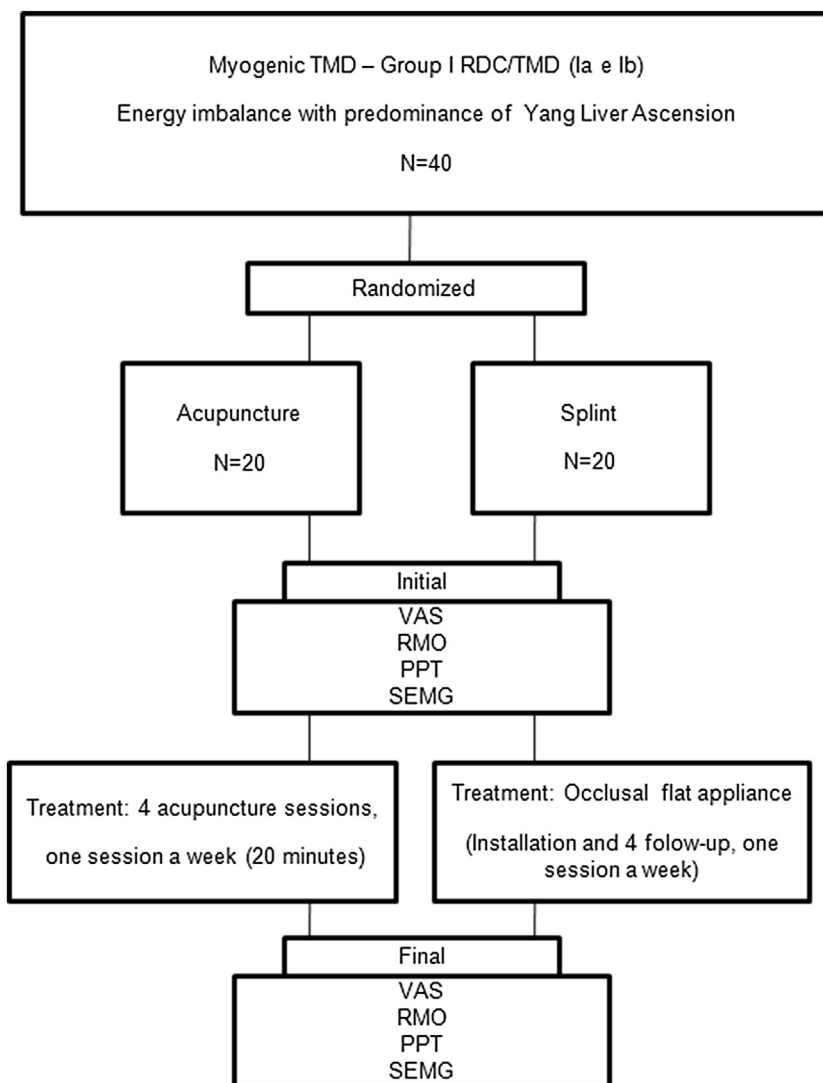 Myogenic TMD – Group I RDC/TMD (Ia e Ib)
Energy imbalance with predominance of Yang Liver Ascension
N=40
Randomized
Acupuncture
N=20
Splint
N=20
Initial
VAS
RMO
PPT
SEMG
Treatment: 4 acupuncture sessions,
one session a week (20 minutes)
Treatment: Occlusal flat appliance
(Installation and 4 folow-up, one
session a week)
Final
VAS
RMO
PPT
SEMG